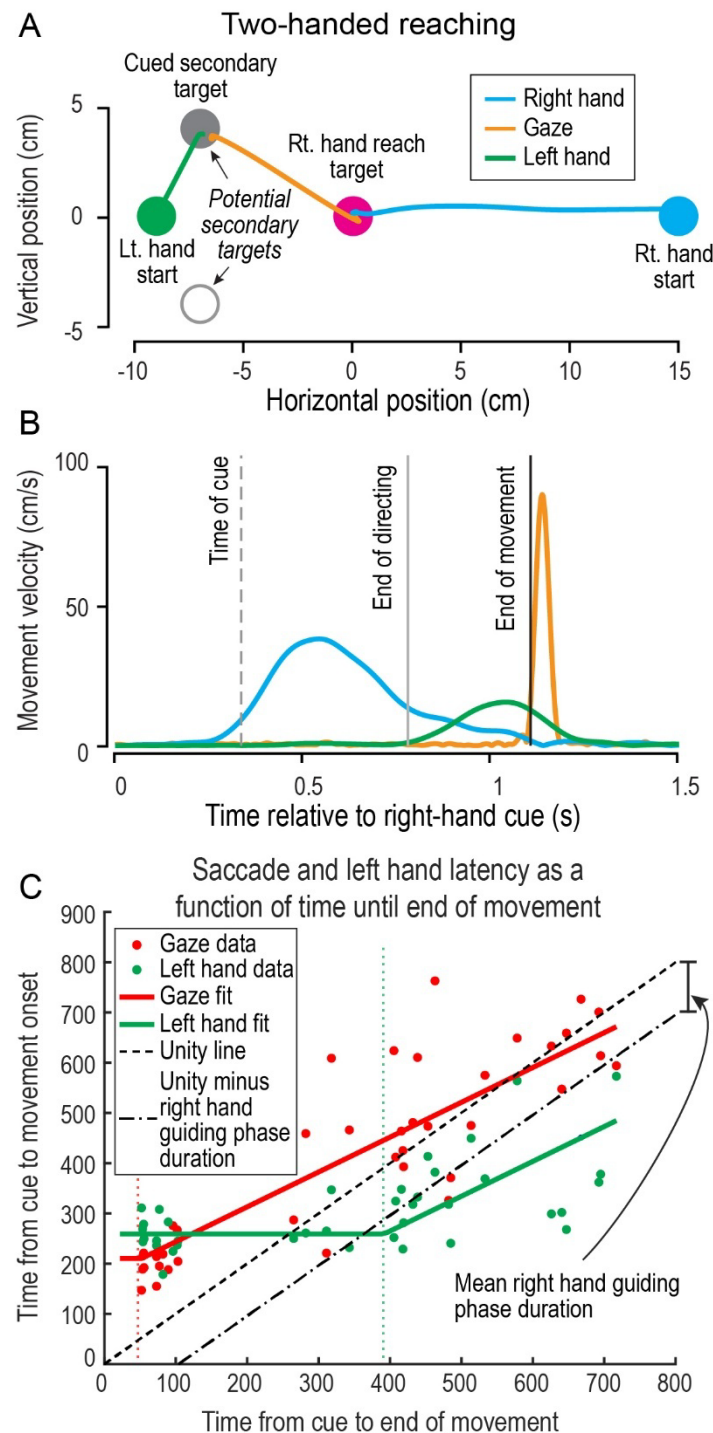 A
Two-handed reaching
Cued secondary
target
Right hand
Gaze
Left hand
Rt. hand reach
target
Potential
secondary
targets
Lt. hand
start
Rt. hand
start
5
0
-5
Vertical position (cm)
-10
-5
0
5
10
15
Horizontal position (cm)
B
100
50
0
Movement velocity (cm/s)
Time of cue
End of directing
End of movement
0
0.5
1
1.5
Time relative to right-hand cue (s)
C
Saccade and left hand latency as a
function of time until end of movement
900
800
700
600
500
400
300
200
100
0
Time from cue to movement onset
Gaze data
Left hand data
Gaze fit
Left hand fit
Unity line
Unity minus
right hand
guiding phase
duration
Mean right hand guiding
phase duration
0
100
200
300
400
500
600
700
800
Time from cue to end of movement